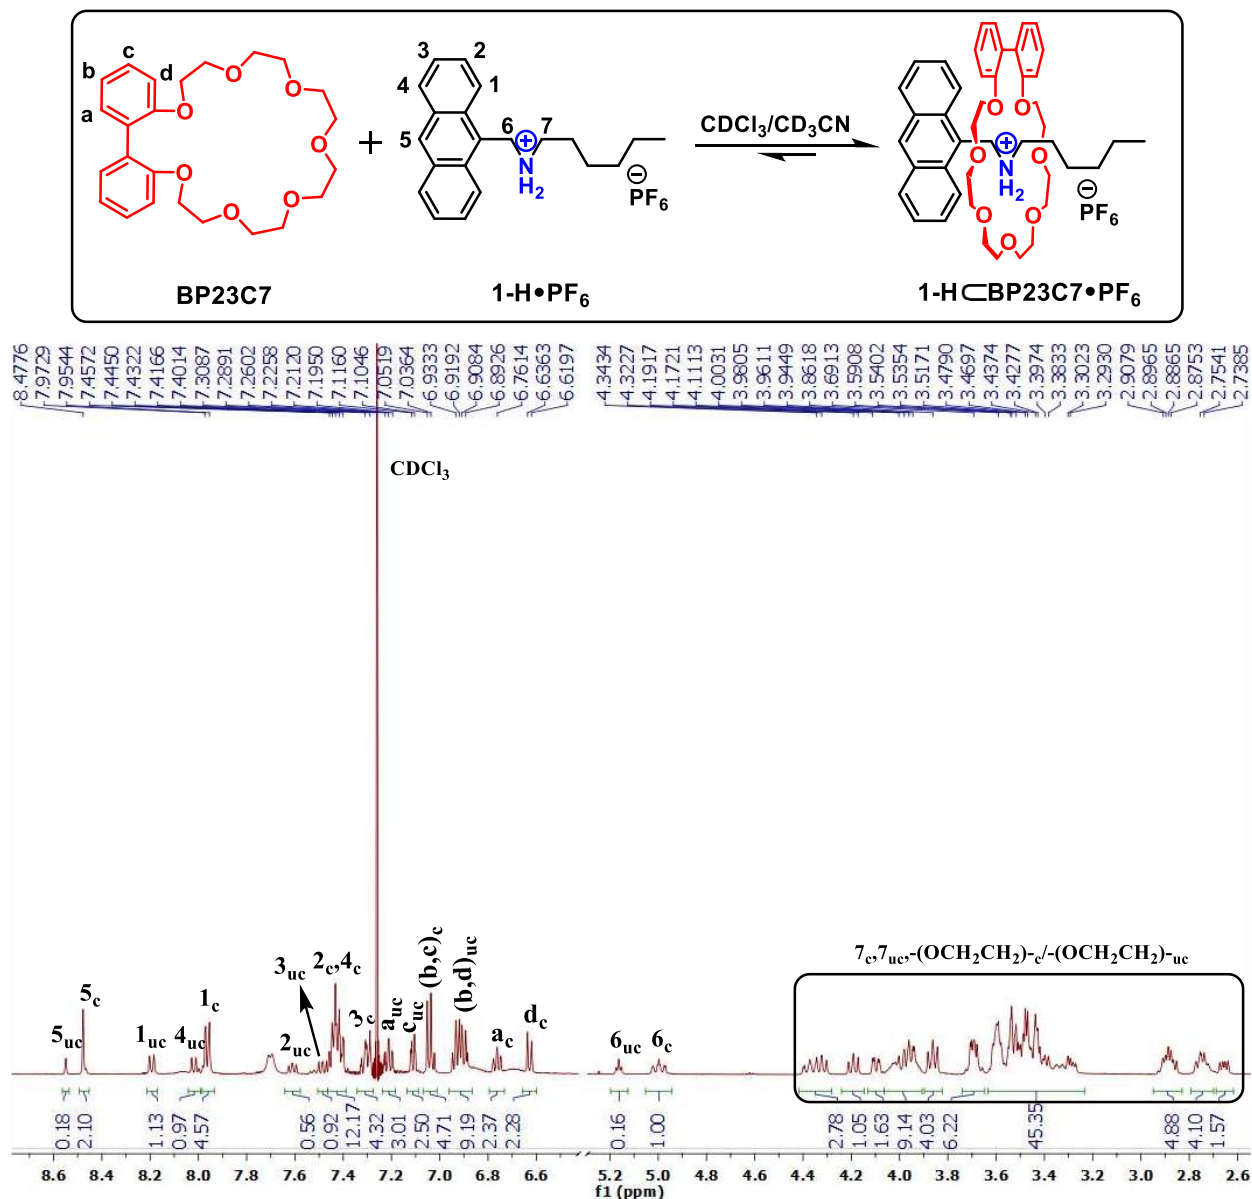 c
b
d
a
O
O
O
O
O
O
O
BP23C7
+
3
2
4
1
5
6
7
+
N
H2
−
PF6
1-H•PF6
CDCl3/CD3CN
O
O
O
O
O
O
O
+
N
H2
−
PF6
1-H⊂BP23C7•PF6
8.4776
7.9729
7.9544
7.4572
7.4450
7.4322
7.4166
7.4014
7.3087
7.2891
7.2602
7.2258
7.2120
7.1950
7.1160
7.1046
7.0519
7.0364
6.9333
6.9192
6.9084
6.8926
6.7614
6.6363
6.6197
4.3434
4.3227
4.1917
4.1721
4.1113
4.0031
3.9805
3.9611
3.9449
3.8618
3.6913
3.5908
3.5402
3.5354
3.5171
3.4790
3.4697
3.4374
3.4277
3.3974
3.3833
3.3023
3.2930
2.9079
2.8965
2.8865
2.8753
2.7541
2.7385
CDCl3
5uc
5c
1uc
4uc
1c
2uc
3uc
2c,4c
3c
auc
cuc
(b,c)c
(b,d)uc
ac
dc
6uc
6c
7c,7uc,-(OCH2CH2)-c/-(OCH2CH2)-uc
0.18
2.10
1.13
0.97
4.57
0.56
0.92
12.17
4.32
3.01
2.50
4.71
9.19
2.37
2.28
0.16
1.00
2.78
1.05
1.63
9.14
4.03
6.22
45.35
4.88
4.10
1.57
8.6 8.4 8.2 8.0 7.8 7.6 7.4 7.2 7.0 6.8 6.6 5.2 5.0 4.8 4.6 4.4 4.2 4.0 3.8 3.6 3.4 3.2 3.0 2.8 2.6
f1 (ppm)